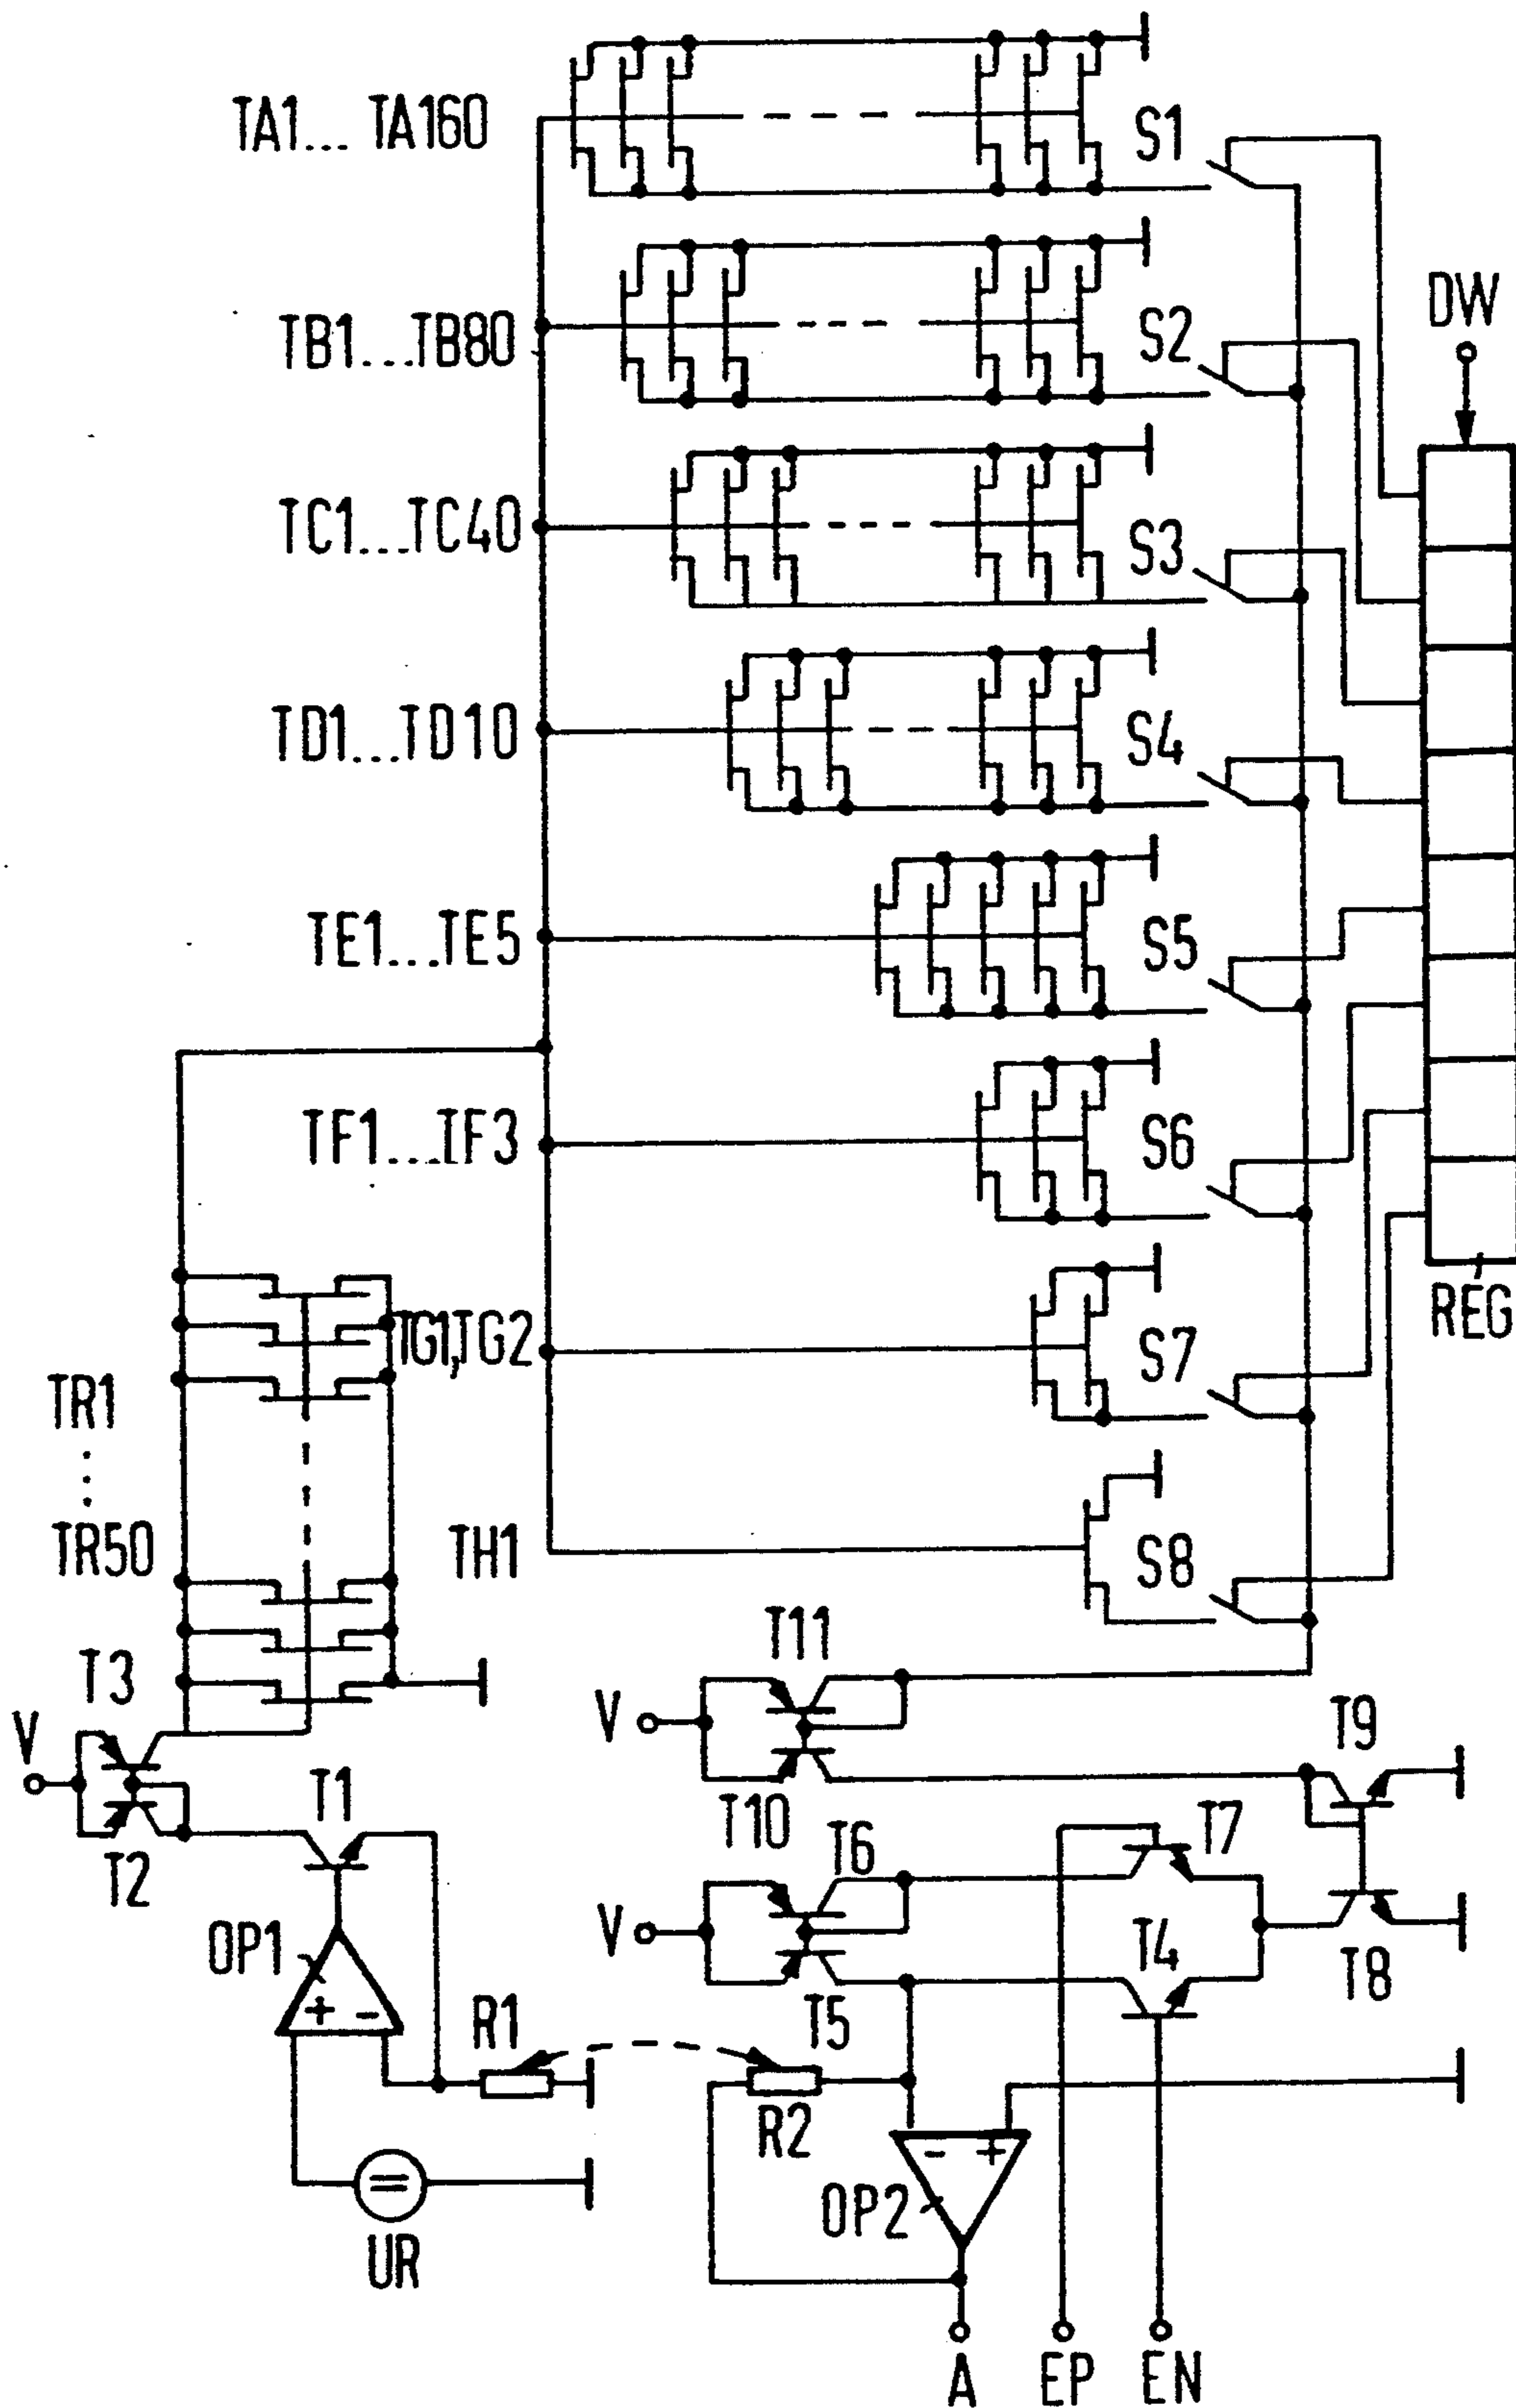 TA1... TA160
S1
TB1...TB80
S2
DW
TC1...TC40
S3
TD1...TD10
S4
TE1...TE5
S5
TF1...TF3
S6
REG
TG1,TG2
S7
TR1
⋮
TR50
TH1
S8
T11
T3
V
V
T9
T1
T10
T7
T2
T6
V
OP1
T4
T8
+ -
R1
T5
R2
- +
OP2
=
UR
A
EP
EN